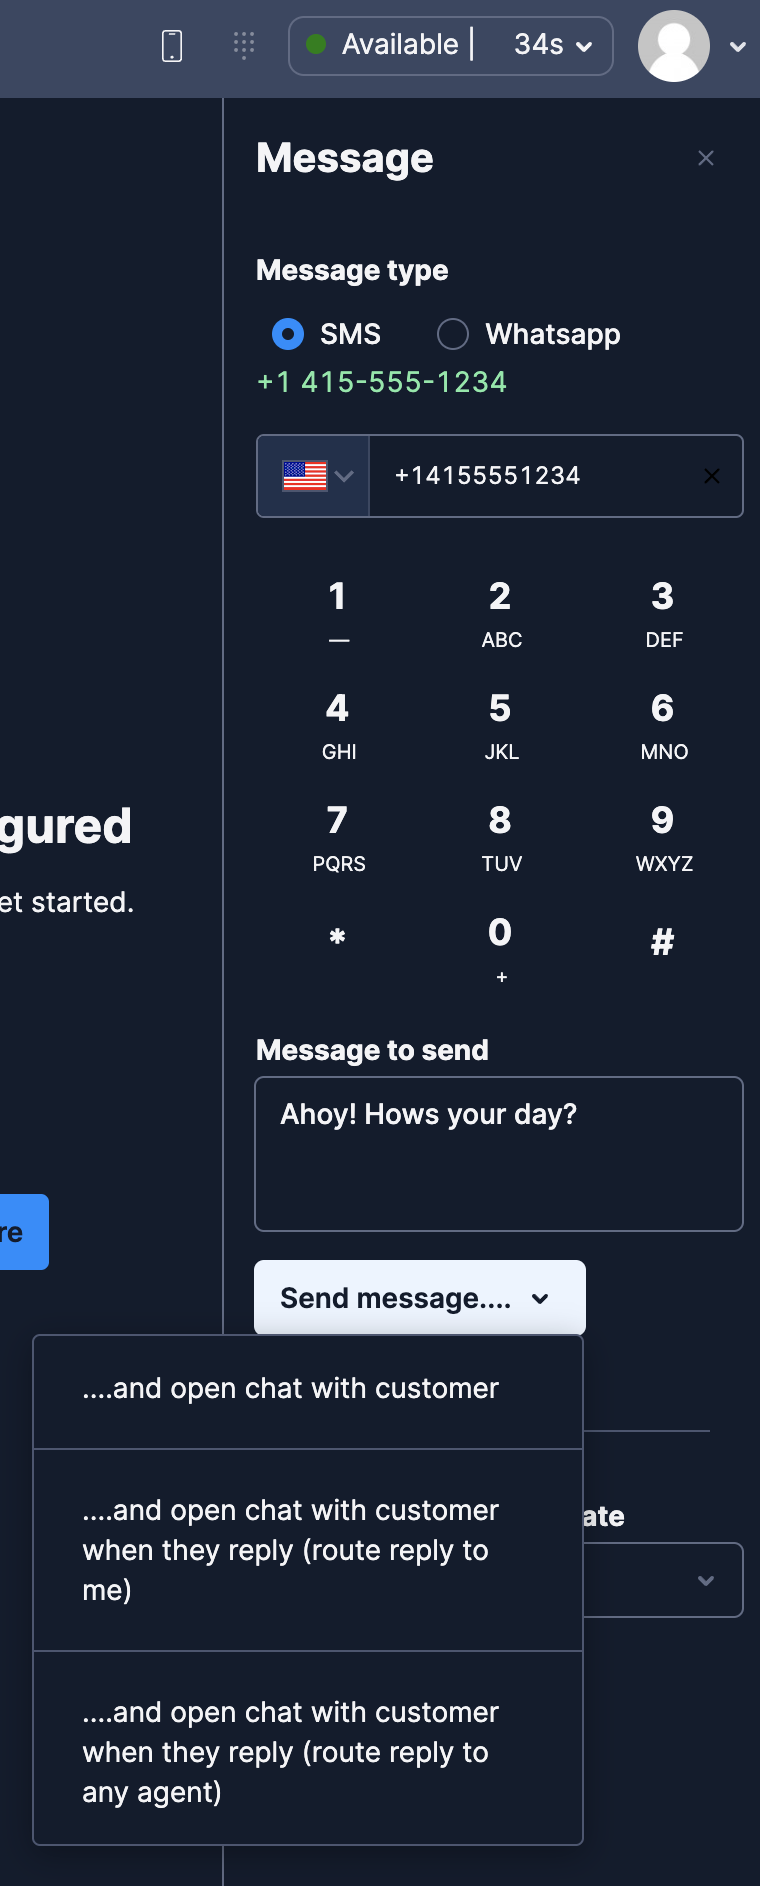 Available | 34s
Message
Message type
SMS Whatsapp
+1 415-555-1234
+14155551234
1 2 3
— ABC DEF
4 5 6
GHI JKL MNO
7 8 9
PQRS TUV WXYZ
* 0 #
+
gured
et started.
Message to send
Ahoy! Hows your day?
re
Send message....
....and open chat with customer
....and open chat with customer
when they reply (route reply to
me)
ate
....and open chat with customer
when they reply (route reply to
any agent)